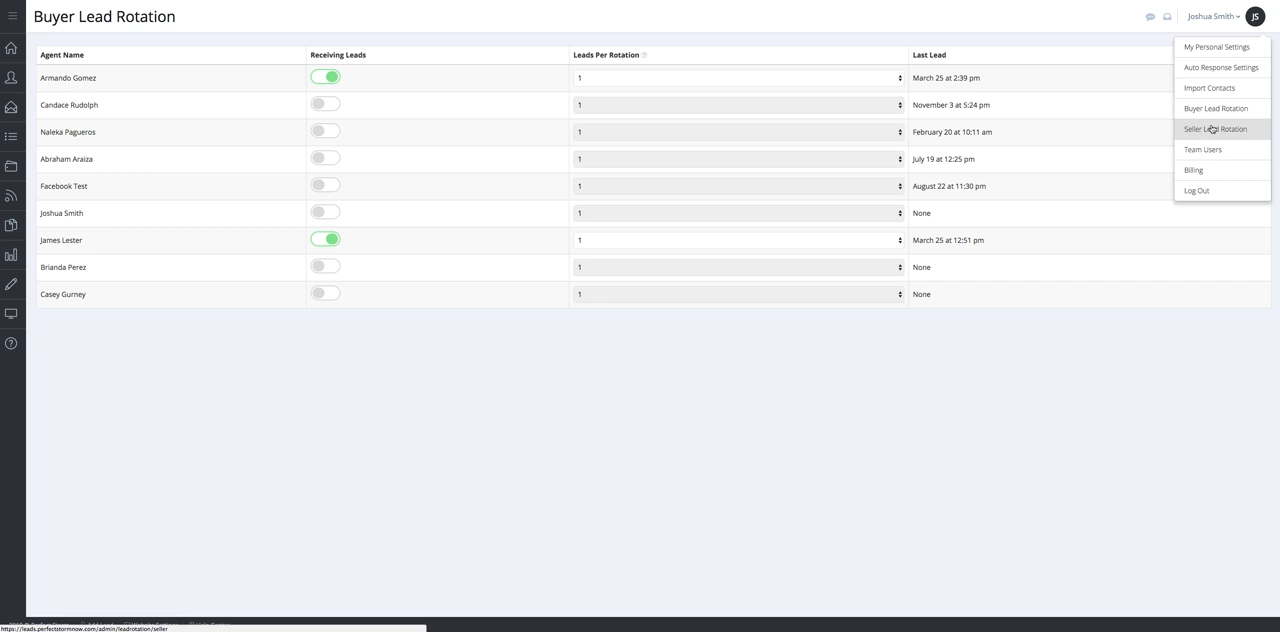 Buyer Lead Rotation
Joshua Smith
JS
Agent Name Receiving Leads Leads Per Rotation Last Lead
Armando Gomez 1 March 25 at 2:39 pm
Candace Rudolph 1 November 3 at 5:24 pm
Naleka Pagueros 1 February 20 at 10:11 am
Abraham Araiza 1 July 19 at 12:25 pm
Facebook Test 1 August 22 at 11:30 pm
Joshua Smith 1 None
James Lester 1 March 25 at 12:51 pm
Brianda Perez 1 None
Casey Gurney 1 None
My Personal Settings
Auto Response Settings
Import Contacts
Buyer Lead Rotation
Seller Lead Rotation
Team Users
Billing
Log Out
https://leads.perfectstormnow.com/admin/leadrotation/seller